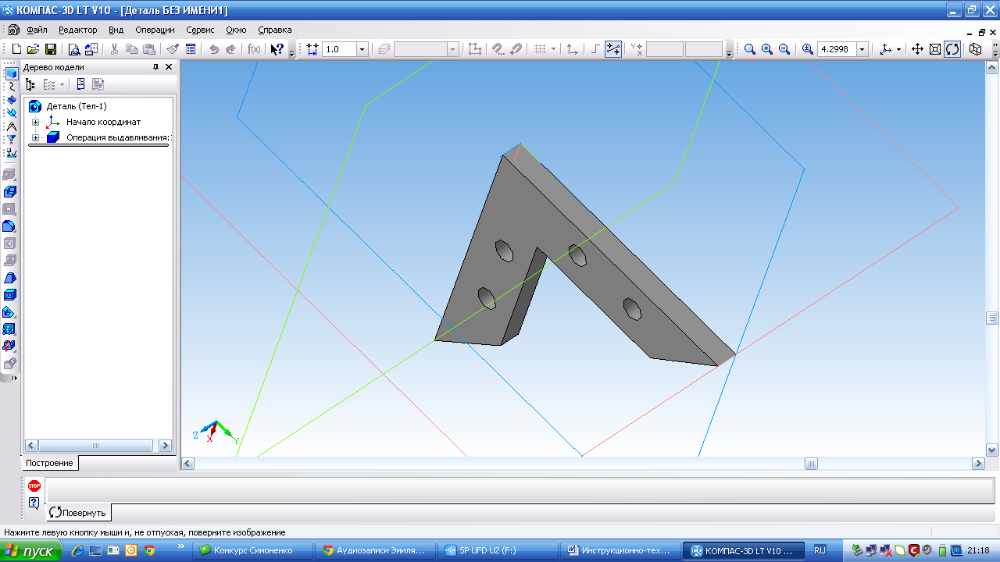 КОМПАС-3D LT V10 - [Деталь БЕЗ ИМЕНИ1]
Файл Редактор Вид Операции Сервис Окно Справка
1.0 4.2998
Дерево модели
Деталь (Тел-1)
Начало координат
Операция выдавливания:
Z X Y
Построение
STOP
Повернуть
Нажмите левую кнопку мыши и, не отпуская, поверните изображение
пуск » Конкурс Симоненко Аудиозаписи Эмиля... SP UFD U2 (F:) Инструкционно-тех... КОМПАС-3D LT V10 ... RU 21:18